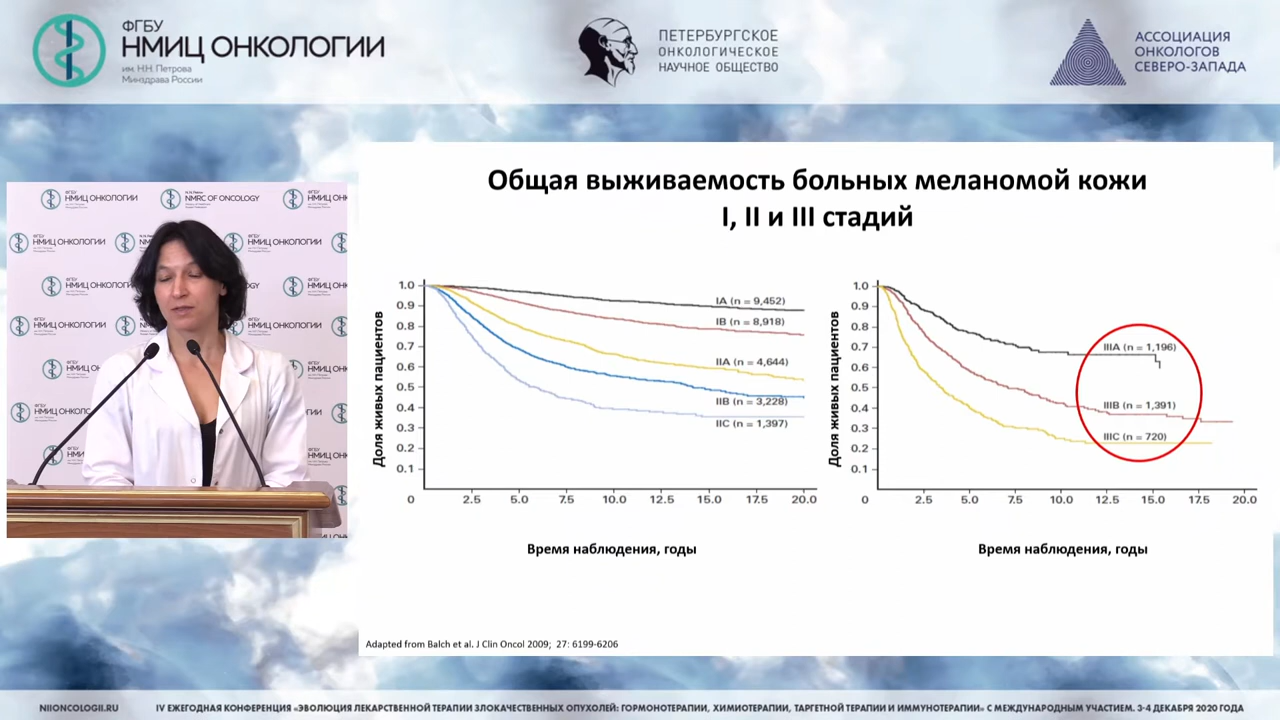 ФГБУ
НМИЦ ОНКОЛОГИИ
им. Н.Н. Петрова
Минздрава России
ПЕТЕРБУРГСКОЕ
ОНКОЛОГИЧЕСКОЕ
НАУЧНОЕ ОБЩЕСТВО
АССОЦИАЦИЯ
ОНКОЛОГОВ
СЕВЕРО-ЗАПАДА
ФГБУ
НМИЦ ОНКОЛОГИИ
NMRC OF ONCOLOGY
Общая выживаемость больных меланомой кожи
I, II и III стадий
Доля живых пациентов
1.0
0.9
0.8
0.7
0.6
0.5
0.4
0.3
0.2
0.1
0
2.5 5.0 7.5 10.0 12.5 15.0 17.5 20.0
IA (n = 9,452)
IB (n = 8,918)
IIA (n = 4,644)
IIB (n = 3,228)
IIC (n = 1,397)
Время наблюдения, годы
Доля живых пациентов
1.0
0.9
0.8
0.7
0.6
0.5
0.4
0.3
0.2
0.1
0
2.5 5.0 7.5 10.0 12.5 15.0 17.5 20.0
IIIA (n = 1,196)
IIIB (n = 1,391)
IIIC (n = 720)
Время наблюдения, годы
Adapted from Balch et al. J Clin Oncol 2009; 27: 6199-6206
NIIONCOLOGII.RU
IV ЕЖЕГОДНАЯ КОНФЕРЕНЦИЯ «ЭВОЛЮЦИЯ ЛЕКАРСТВЕННОЙ ТЕРАПИИ ЗЛОКАЧЕСТВЕННЫХ ОПУХОЛЕЙ: ГОРМОНОТЕРАПИИ, ХИМИОТЕРАПИИ, ТАРГЕТНОЙ ТЕРАПИИ И ИММУНОТЕРАПИИ» С МЕЖДУНАРОДНЫМ УЧАСТИЕМ. 3-4 ДЕКАБРЯ 2020 ГОДА